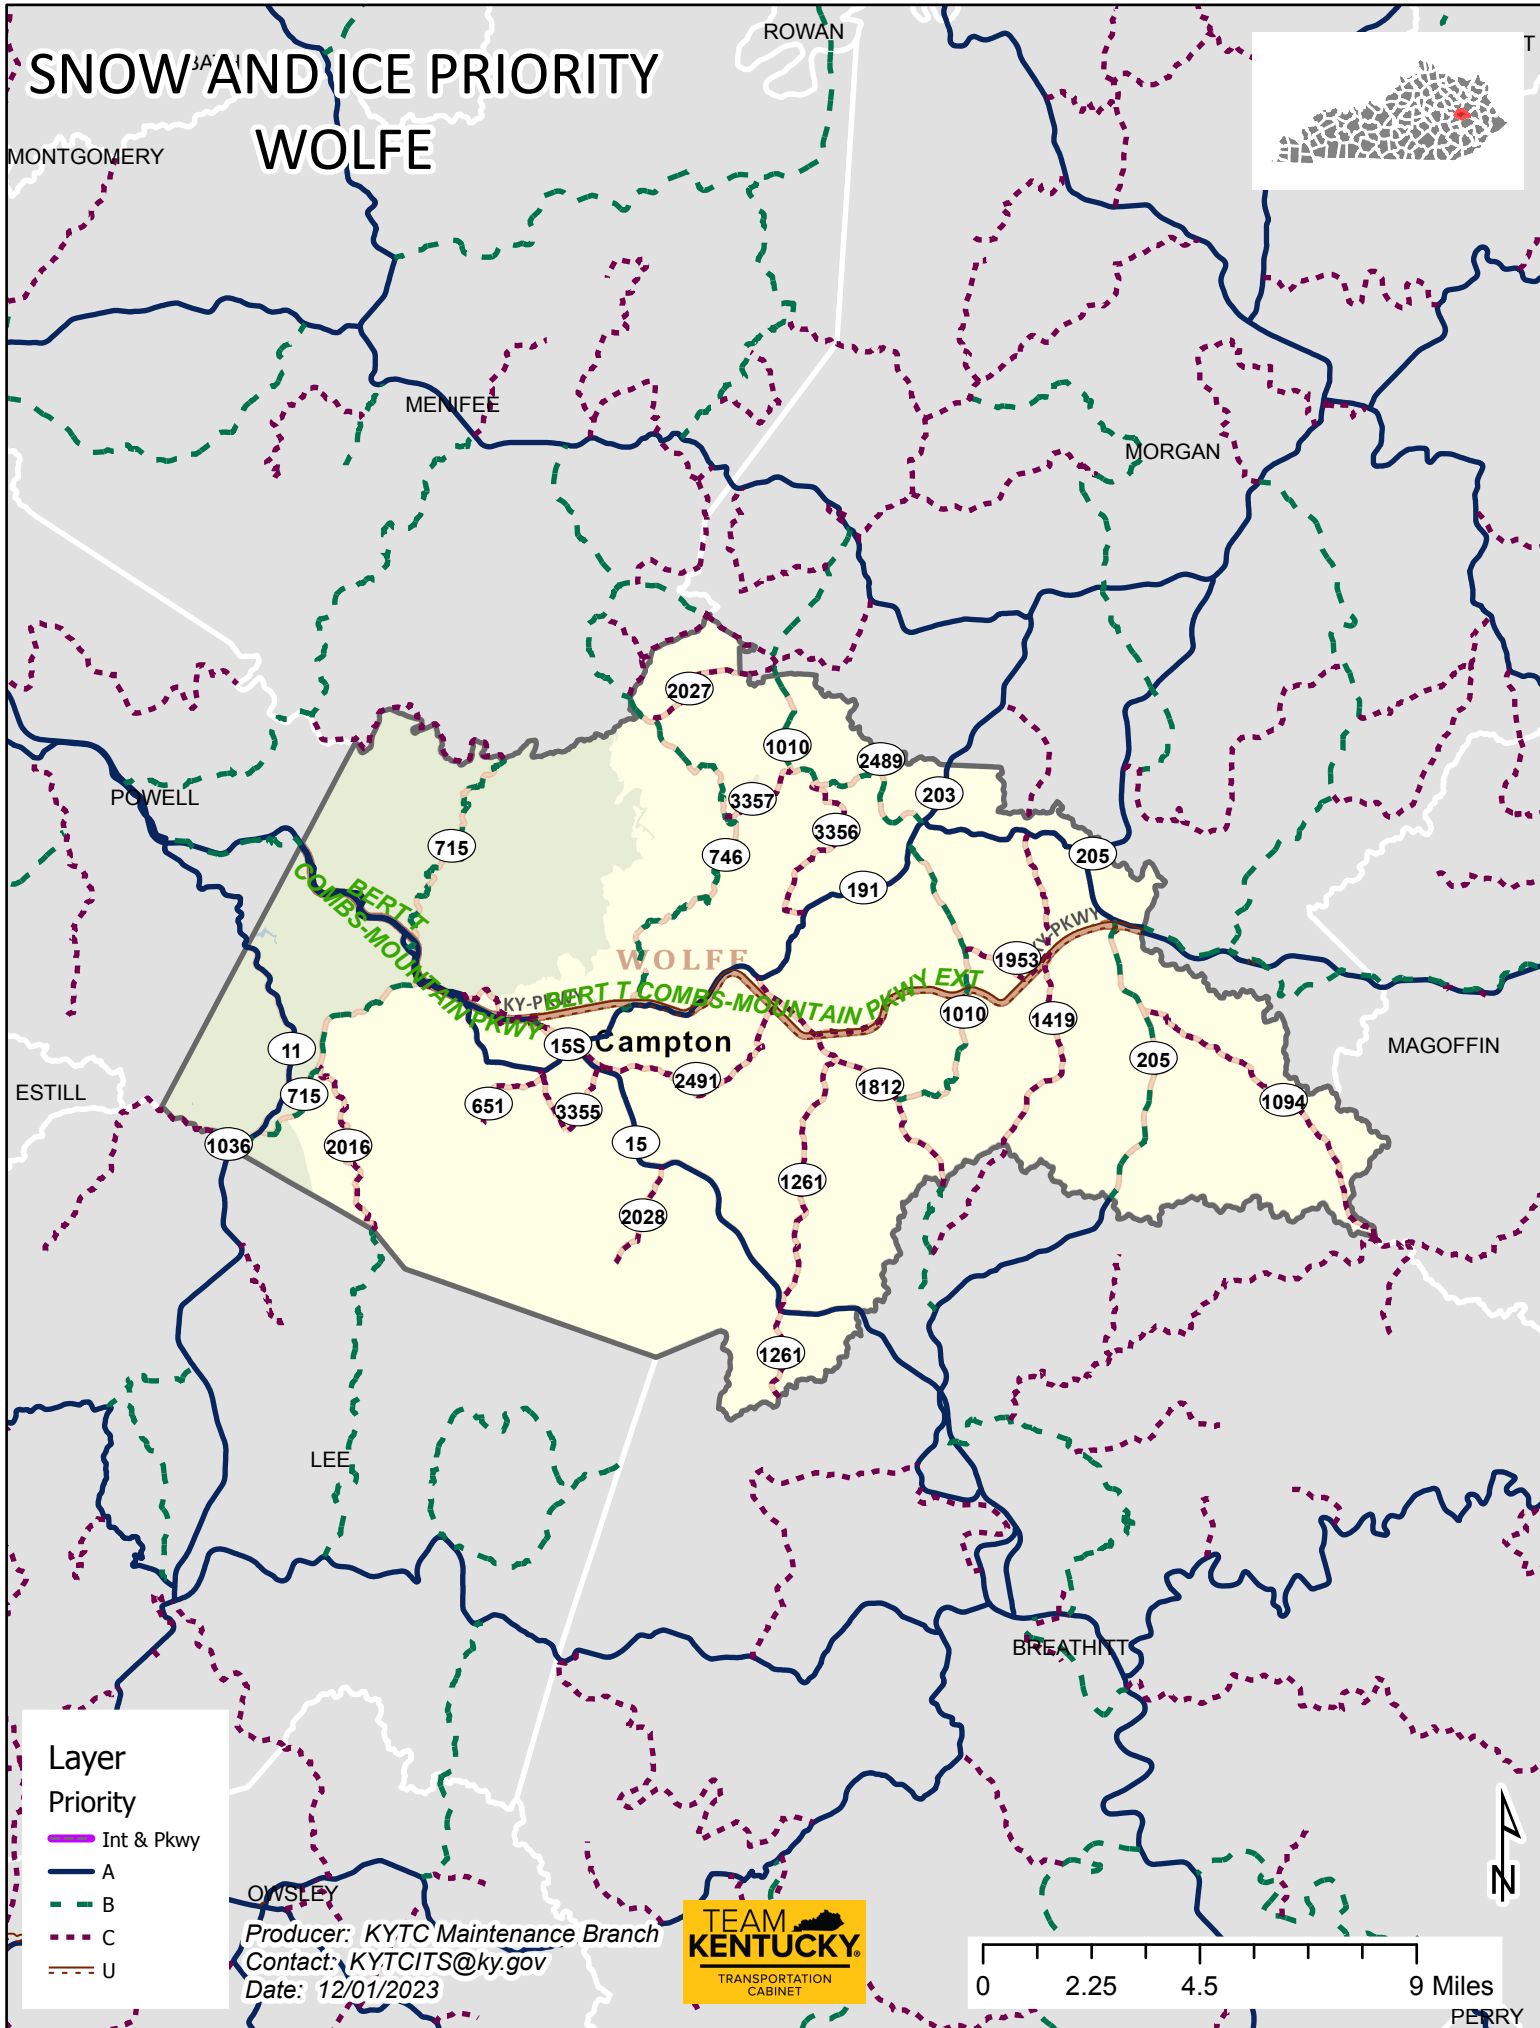 SNOW AND ICE PRIORITY
WOLFE
ROWAN
BATH
T
MONTGOMERY
MENIFEE
MORGAN
2027
1010
2489
203
POWELL
3357
3356
715
746
205
191
BERT T
COMBS-MOUNTAIN PKWY
KY-PKWY
WOLFE
1953
KY-PKWY
BERT T COMBS-MOUNTAIN PKWY EXT
1010
1419
15S
Campton
11
MAGOFFIN
205
2491
1812
ESTILL
715
651
3355
1094
1036
2016
15
1261
2028
1261
LEE
BREATHITT
Layer
Priority
Int & Pkwy
A
B
C
U
OWSLEY
Producer: KYTC Maintenance Branch
Contact: KYTCITS@ky.gov
Date: 12/01/2023
TEAM
KENTUCKY®
TRANSPORTATION
CABINET
N
0 2.25 4.5 9 Miles
PERRY